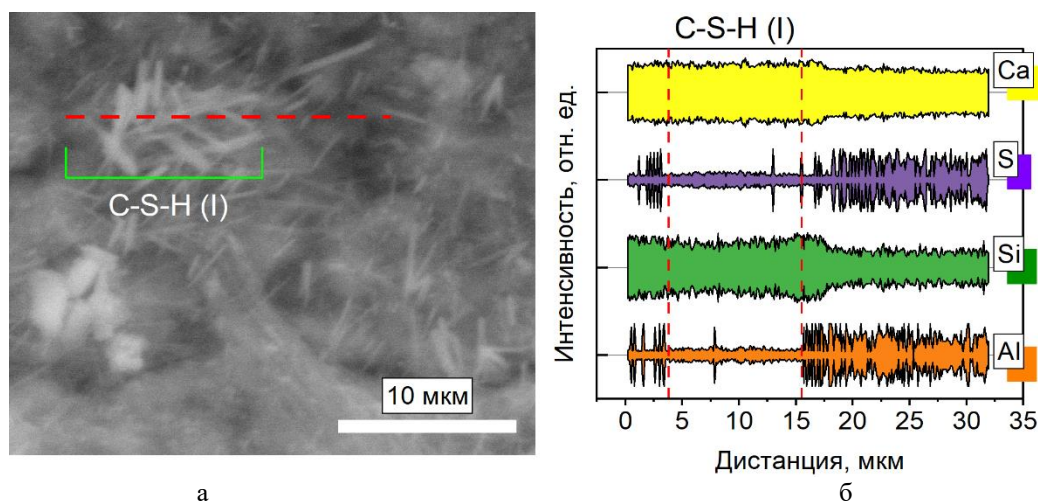 C-S-H (I)
10 мкм
а
C-S-H (I)
Интенсивность, отн. ед.
Ca
S
Si
Al
0 5 10 15 20 25 30 35
Дистанция, мкм
б